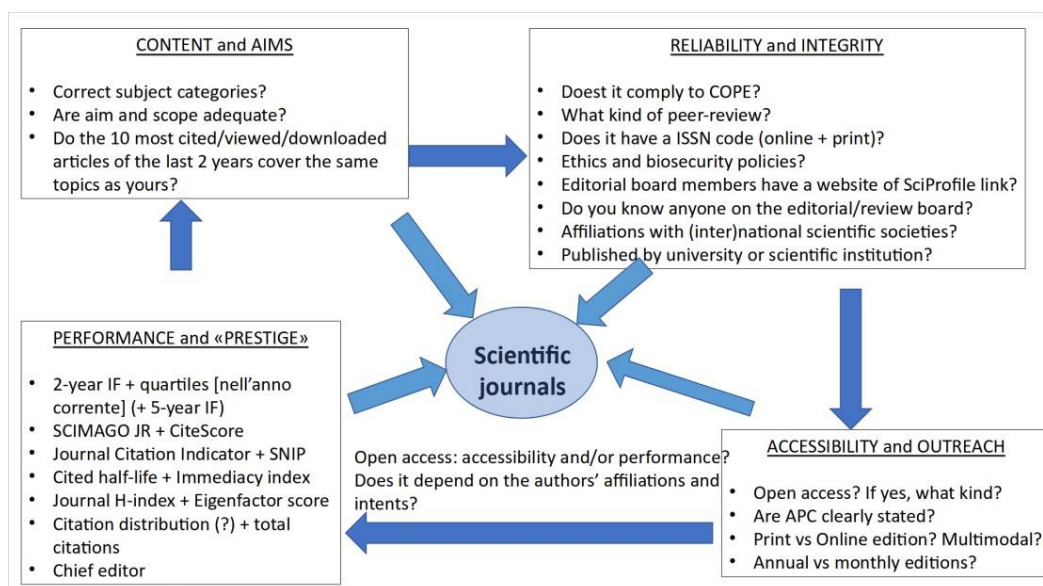 CONTENT and AIMS
• Correct subject categories?
• Are aim and scope adequate?
• Do the 10 most cited/viewed/downloaded
articles of the last 2 years cover the same
topics as yours?
RELIABILITY and INTEGRITY
• Doest it comply to COPE?
• What kind of peer-review?
• Does it have a ISSN code (online + print)?
• Ethics and biosecurity policies?
• Editorial board members have a website of SciProfile link?
• Do you know anyone on the editorial/review board?
• Affiliations with (inter)national scientific societies?
• Published by university or scientific institution?
Scientific
journals
PERFORMANCE and «PRESTIGE»
• 2-year IF + quartiles [nell'anno
corrente] (+ 5-year IF)
• SCIMAGO JR + CiteScore
• Journal Citation Indicator + SNIP
• Cited half-life + Immediacy index
• Journal H-index + Eigenfactor score
• Citation distribution (?) + total
citations
• Chief editor
Open access: accessibility and/or performance?
Does it depend on the authors' affiliations and
intents?
ACCESSIBILITY and OUTREACH
• Open access? If yes, what kind?
• Are APC clearly stated?
• Print vs Online edition? Multimodal?
• Annual vs monthly editions?